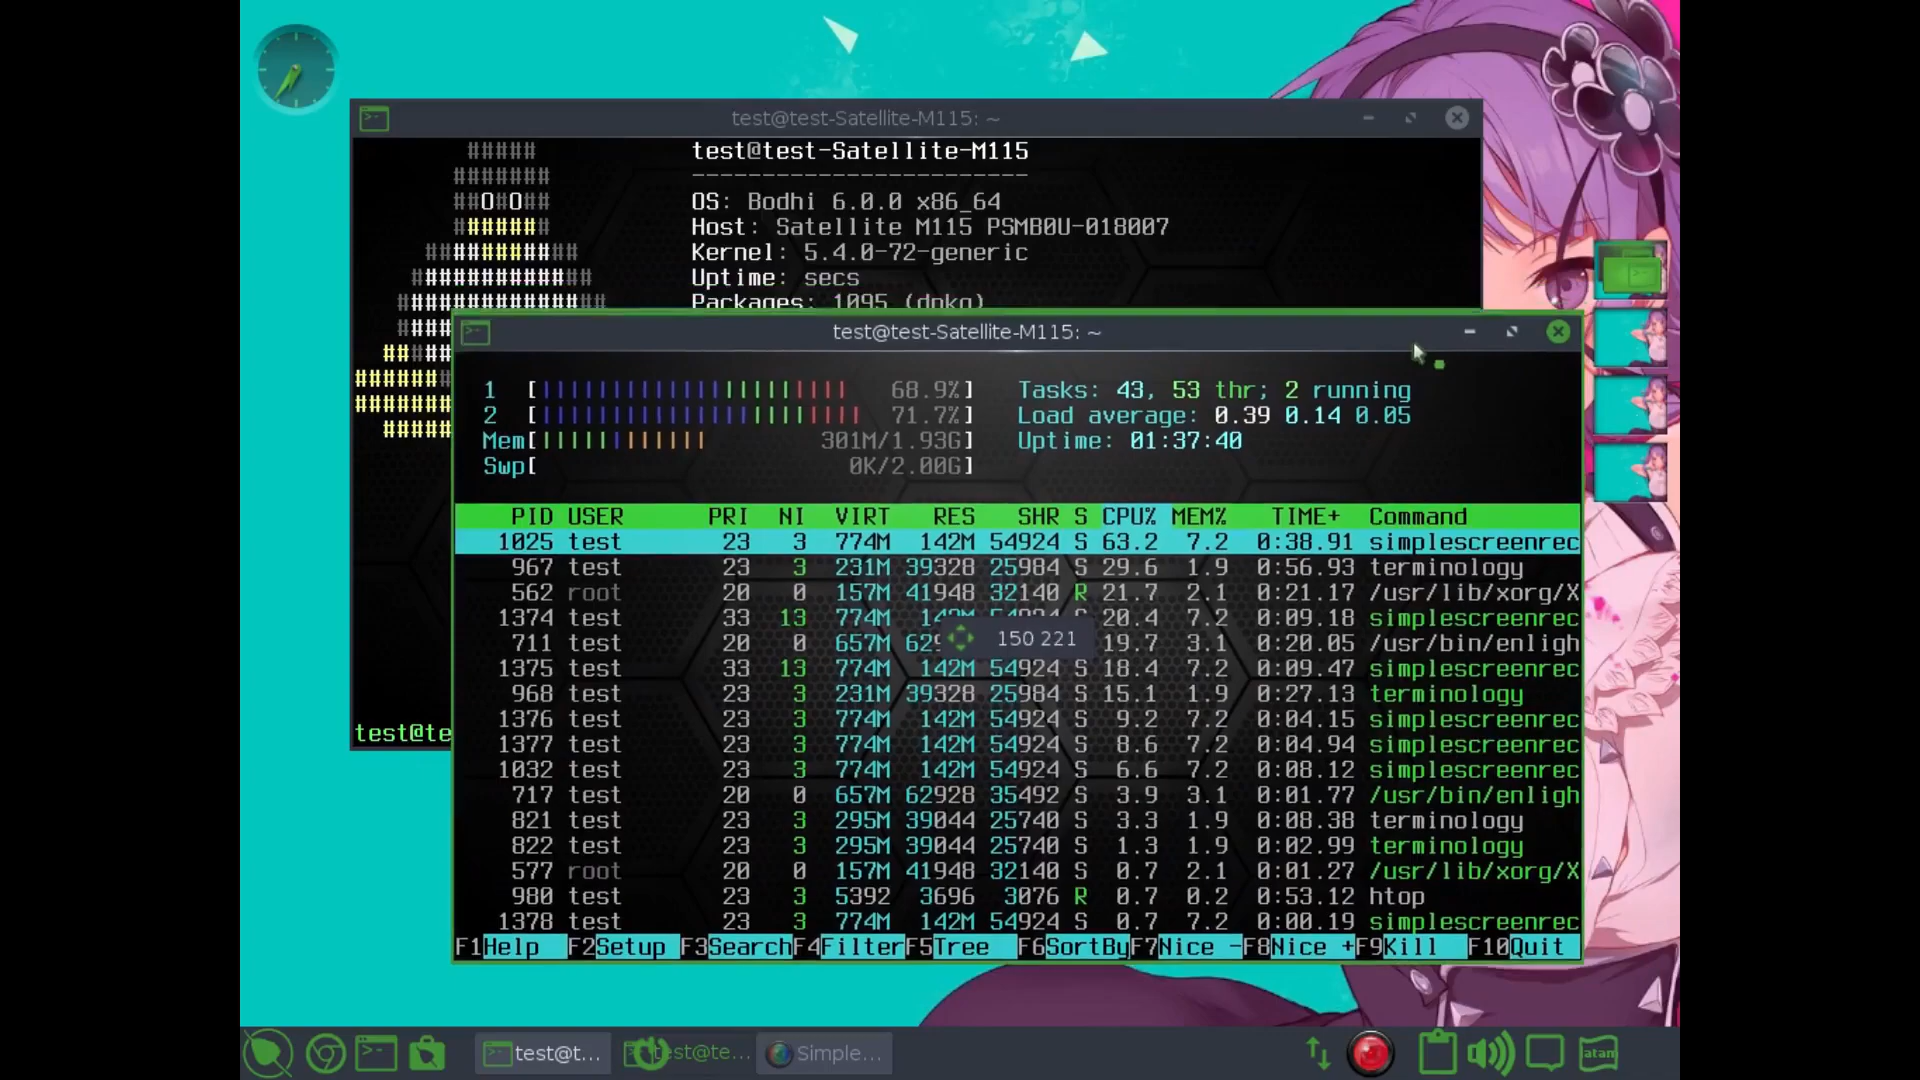 test@test-Satellite-M115: ~
#####
#######
##O#O##
#######
###########
#############
###############
test@test-Satellite-M115
------------------------
OS: Bodhi 6.0.0 x86_64
Host: Satellite M115 PSMB0U-018007
Kernel: 5.4.0-72-generic
Uptime: secs
Packages: 1095 (dpkg)
####
#####
#######
#######
#####
test@te
test@test-Satellite-M115: ~
1 [|||||||||||||||||||||| 68.9%] Tasks: 43, 53 thr; 2 running
2 [||||||||||||||||||||||| 71.7%] Load average: 0.39 0.14 0.05
Mem[|||||||||||| 301M/1.93G] Uptime: 01:37:40
Swp[ 0K/2.00G]
PID USER PRI NI VIRT RES SHR S CPU% MEM% TIME+ Command
1025 test 23 3 774M 142M 54924 S 63.2 7.2 0:38.91 simplescreenrec
967 test 23 3 231M 39328 25984 S 29.6 1.9 0:56.93 terminology
562 root 20 0 157M 41948 32140 R 21.7 2.1 0:21.17 /usr/lib/xorg/X
1374 test 33 13 774M 142M 54924 S 20.4 7.2 0:09.18 simplescreenrec
711 test 20 0 657M 629 150 221 19.7 3.1 0:20.05 /usr/bin/enligh
1375 test 33 13 774M 142M 54924 S 18.4 7.2 0:09.47 simplescreenrec
968 test 23 3 231M 39328 25984 S 15.1 1.9 0:27.13 terminology
1376 test 23 3 774M 142M 54924 S 9.2 7.2 0:04.15 simplescreenrec
1377 test 23 3 774M 142M 54924 S 8.6 7.2 0:04.94 simplescreenrec
1032 test 23 3 774M 142M 54924 S 6.6 7.2 0:08.12 simplescreenrec
717 test 20 0 657M 62928 35492 S 3.9 3.1 0:01.77 /usr/bin/enligh
821 test 23 3 295M 39044 25740 S 3.3 1.9 0:08.38 terminology
822 test 23 3 295M 39044 25740 S 1.3 1.9 0:02.99 terminology
577 root 20 0 157M 41948 32140 S 0.7 2.1 0:01.27 /usr/lib/xorg/X
980 test 23 3 5392 3696 3076 R 0.7 0.2 0:53.12 htop
1378 test 23 3 774M 142M 54924 S 0.7 7.2 0:00.19 simplescreenrec
F1Help F2Setup F3Search F4Filter F5Tree F6SortBy F7Nice - F8Nice + F9Kill F10Quit
test@t... test@te... Simple... atam